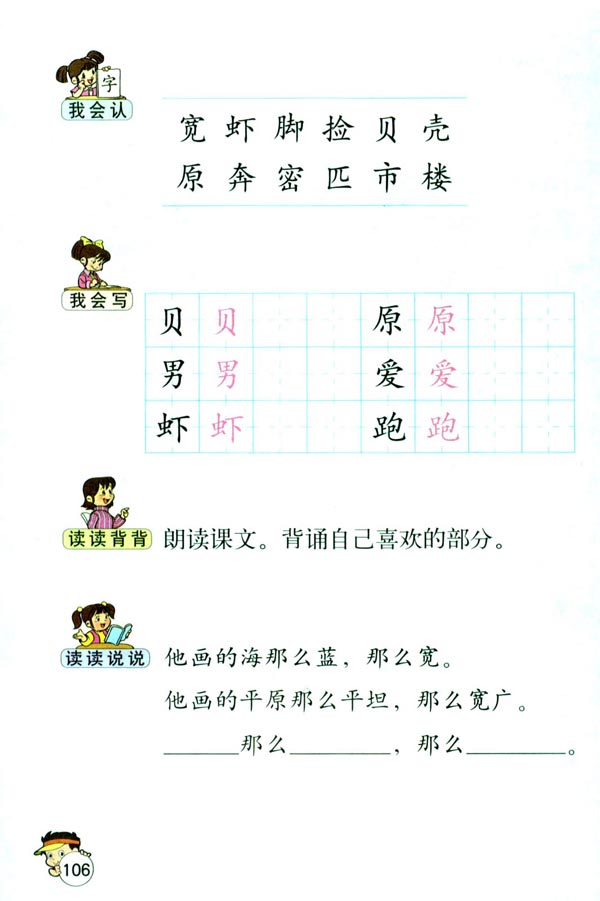 字
我会认
宽 虾 脚 捡 贝 壳
原 奔 密 匹 市 楼
我会写
贝 贝 原 原
男 男 爱 爱
虾 虾 跑 跑
读读背背 朗读课文。背诵自己喜欢的部分。
读读说说 他画的海那么蓝，那么宽。
他画的平原那么平坦，那么宽广。
______那么________，那么________。
106